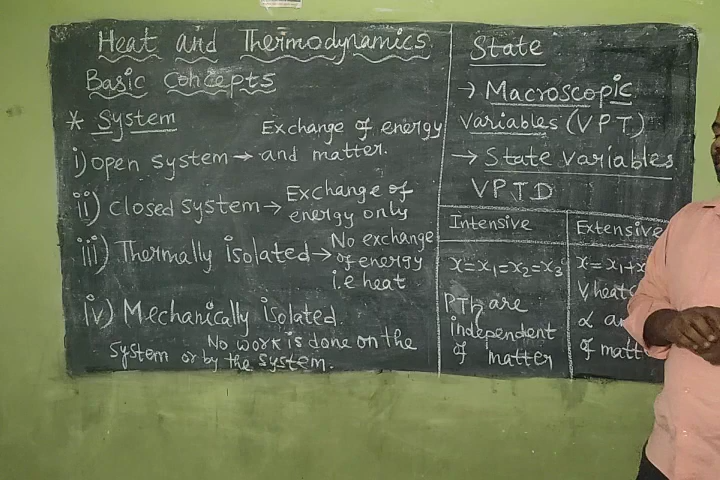 Heat and Thermodynamics
Basic Concepts
* System
i) open system → Exchange of energy
and matter.
ii) closed system → Exchange of
energy only
iii) Thermally isolated → No exchange
of energy
i.e heat
iv) Mechanically isolated.
No work is done on the
system or by the system.
State
→ Macroscopic
Variables (V P T)
→ State variables
V P T D
Intensive
x = x₁ = x₂ = x₃
are
independent
of matter
Extensive
x = x₁ + x
V, heat
α
of matt